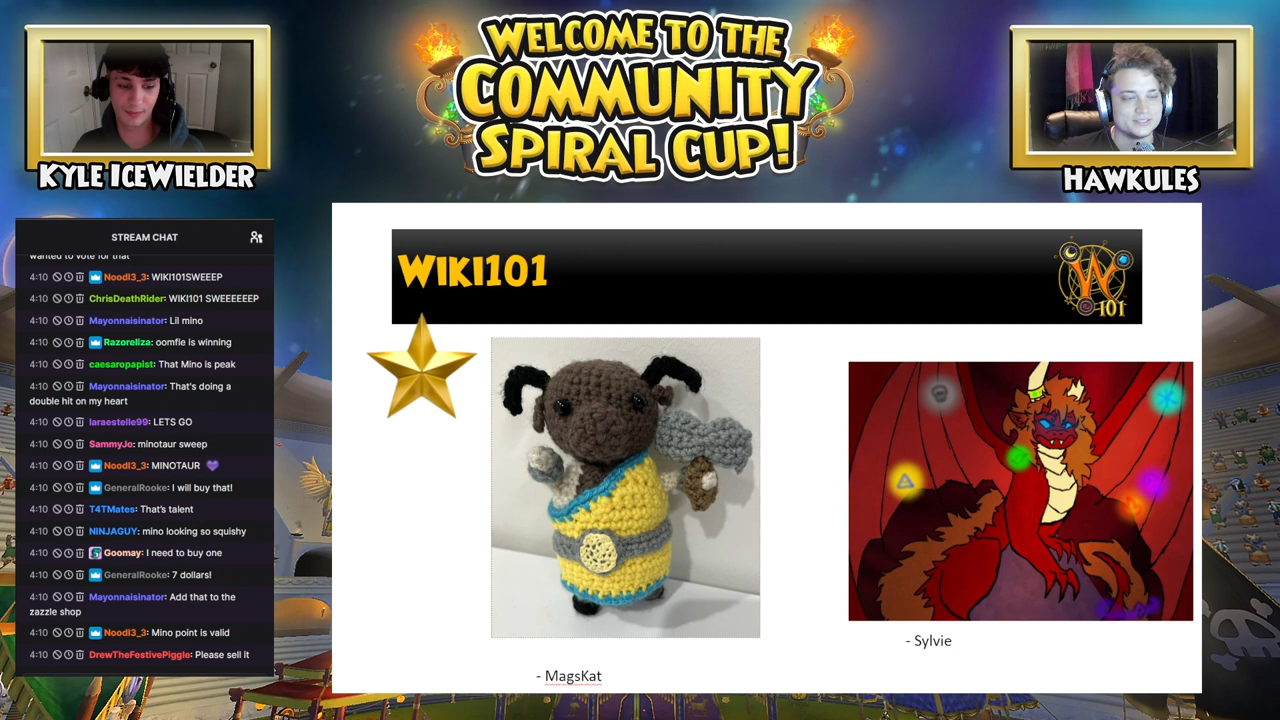 WELCOME TO THE
COMMUNITY
SPIRAL CUP!
KYLE ICEWIELDER
HAWKULES
STREAM CHAT
wanted to vote for that
4:10 Noodl3_3: WIKI101SWEEEP
4:10 ChrisDeathRider: WIKI101 SWEEEEEEP
4:10 Mayonnaisinator: Lil mino
4:10 Razoreliza: oomfie is winning
4:10 caesaropapist: That Mino is peak
4:10 Mayonnaisinator: That's doing a
double hit on my heart
4:10 laraestelle99: LETS GO
4:10 SammyJo: minotaur sweep
4:10 Noodl3_3: MINOTAUR 💜
4:10 GeneralRooke: I will buy that!
4:10 T4TMates: That's talent
4:10 NINJAGUY: mino looking so squishy
4:10 Goomay: I need to buy one
4:10 GeneralRooke: 7 dollars!
4:10 Mayonnaisinator: Add that to the
zazzle shop
4:10 Noodl3_3: Mino point is valid
4:10 DrewTheFestivePiggle: Please sell it
WIKI101
W
101
- MagsKat
- Sylvie